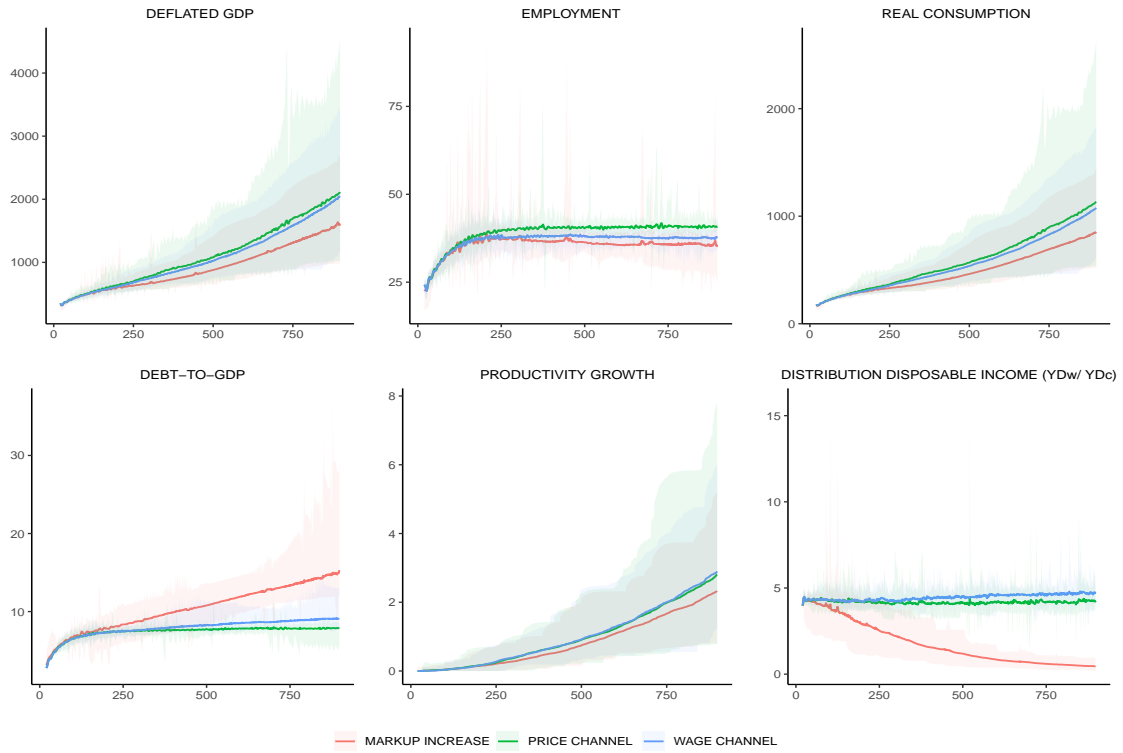 DEFLATED GDP
4000
3000
2000
1000
0 250 500 750
EMPLOYMENT
75
50
25
0 250 500 750
REAL CONSUMPTION
2000
1000
0
0 250 500 750
DEBT−TO−GDP
30
20
10
0 250 500 750
PRODUCTIVITY GROWTH
8
6
4
2
0
0 250 500 750
DISTRIBUTION DISPOSABLE INCOME (YDw/ YDc)
15
10
5
0
0 250 500 750
MARKUP INCREASE PRICE CHANNEL WAGE CHANNEL